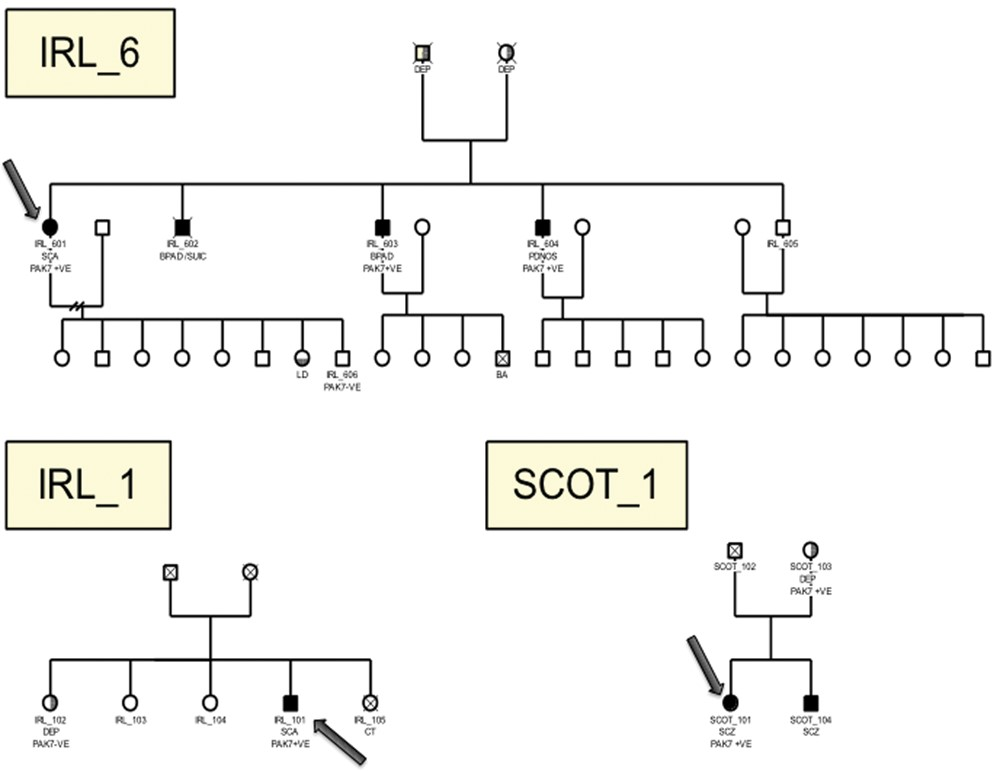 IRL_6
DEP
DEP
IRL_601
SCA
PAK7 +VE
IRL_602
BPAD/SUIC
IRL_603
BPAD
PAK7+VE
IRL_604
PDNOS
PAK7 +VE
IRL_605
LD
IRL_606
PAK7-VE
BA
IRL_1
IRL_102
DEP
PAK7-VE
IRL_103
IRL_104
IRL_101
SCA
PAK7+VE
IRL_105
CT
SCOT_1
SCOT_102
SCOT_103
DEP
PAK7 +VE
SCOT_101
SCZ
PAK7 +VE
SCOT_104
SCZ